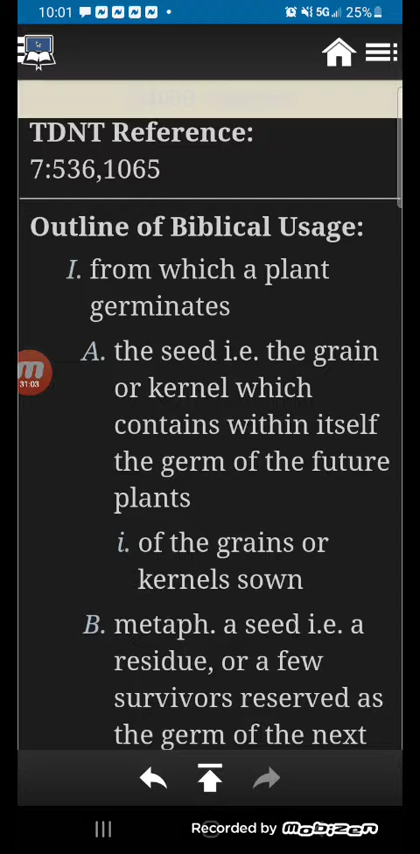 10:01 5G 25%
TDNT Reference:
7:536,1065
Outline of Biblical Usage:
I. from which a plant
germinates
A. the seed i.e. the grain
or kernel which
contains within itself
the germ of the future
plants
i. of the grains or
kernels sown
B. metaph. a seed i.e. a
residue, or a few
survivors reserved as
the germ of the next
31:03
Recorded by mobizen